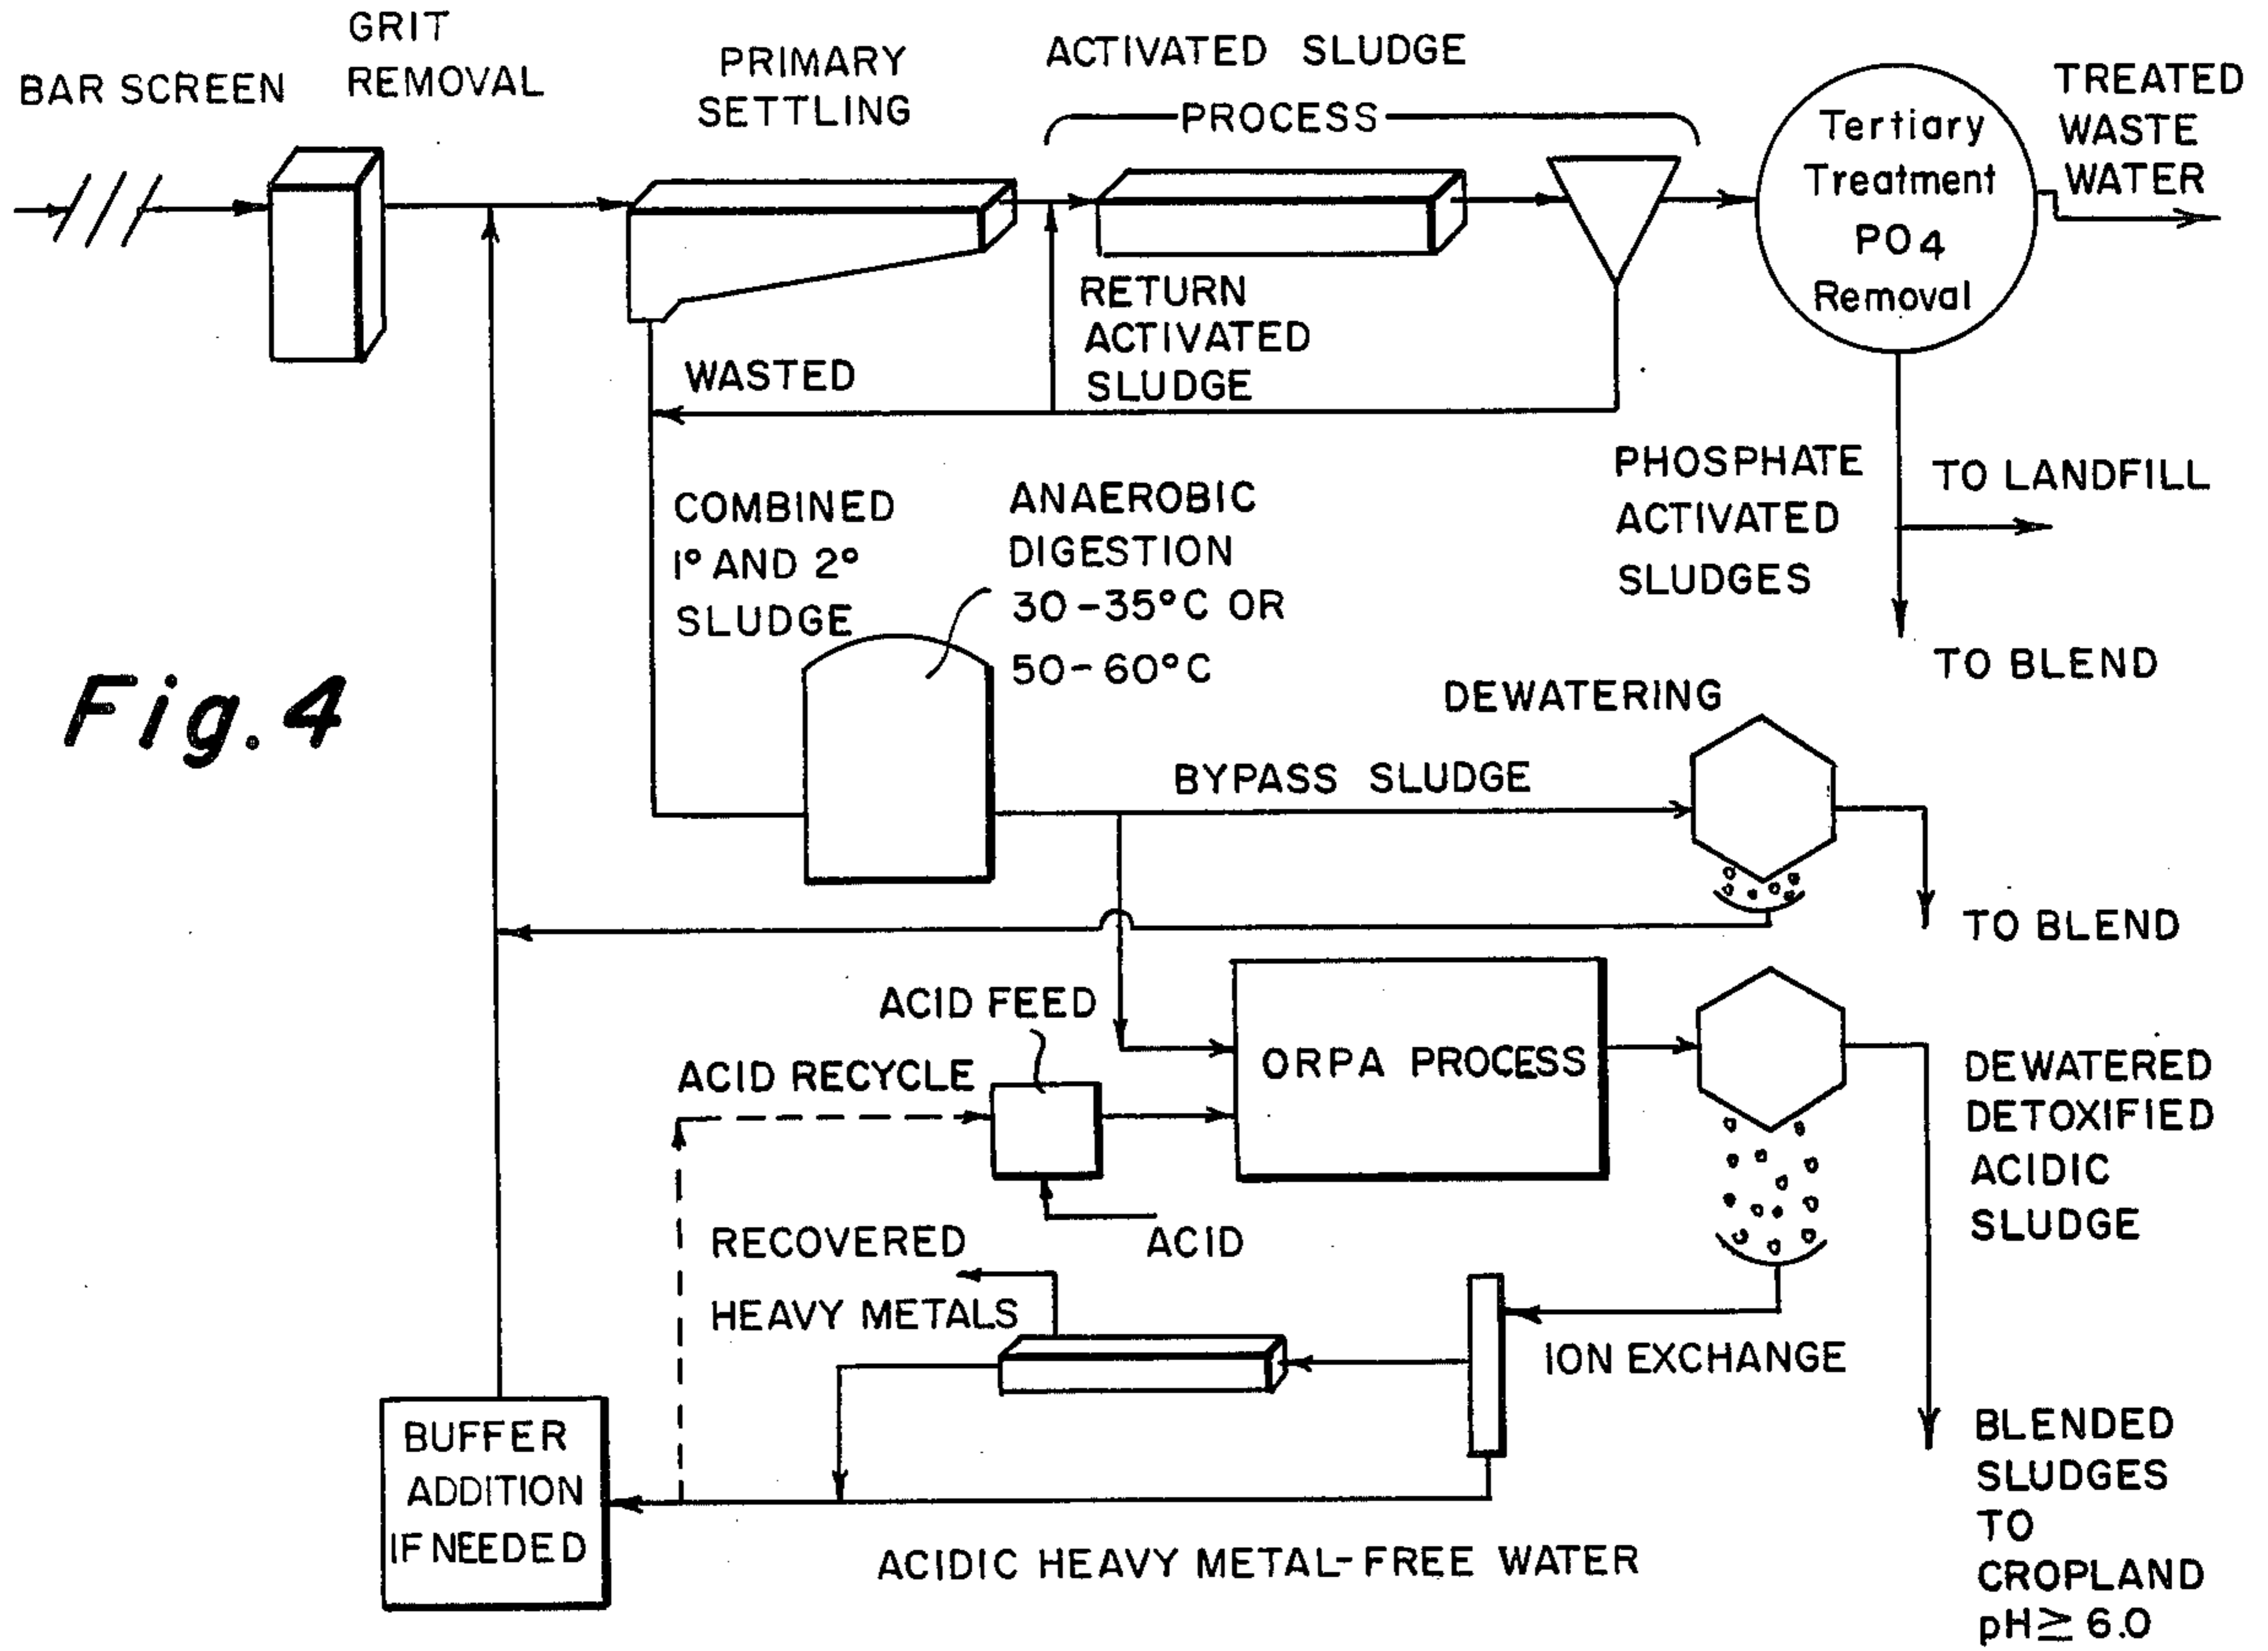 BAR SCREEN
GRIT
REMOVAL
PRIMARY
SETTLING
ACTIVATED SLUDGE
PROCESS
Tertiary
Treatment
PO4
Removal
TREATED
WASTE
WATER
RETURN
ACTIVATED
SLUDGE
WASTED
PHOSPHATE
ACTIVATED
SLUDGES
TO LANDFILL
TO BLEND
COMBINED
1° AND 2°
SLUDGE
ANAEROBIC
DIGESTION
30-35°C OR
50-60°C
Fig. 4
DEWATERING
BYPASS SLUDGE
TO BLEND
ACID FEED
ACID RECYCLE
ORPA PROCESS
ACID
DEWATERED
DETOXIFIED
ACIDIC
SLUDGE
RECOVERED
HEAVY METALS
ION EXCHANGE
BUFFER
ADDITION
IF NEEDED
ACIDIC HEAVY METAL-FREE WATER
BLENDED
SLUDGES
TO
CROPLAND
pH ≥ 6.0